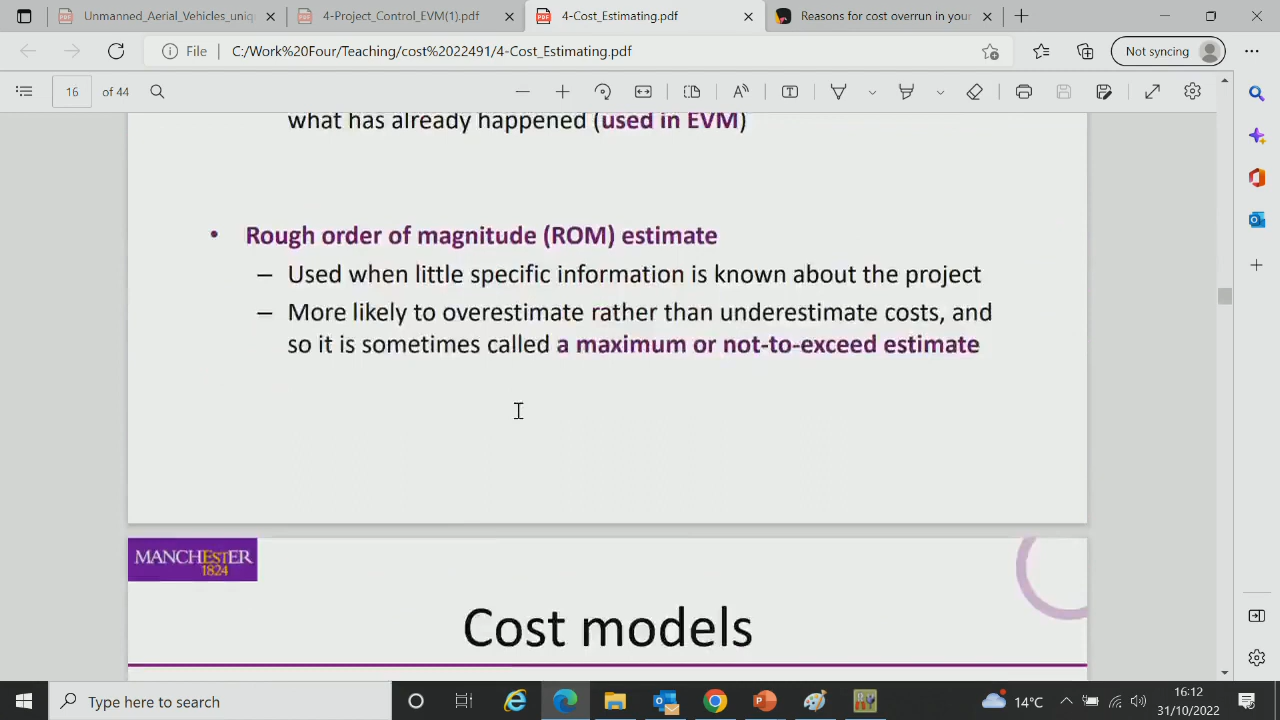 Unmanned_Aerial_Vehicles_uniq
4-Project_Control_EVM(1).pdf
4-Cost_Estimating.pdf
Reasons for cost overrun in your
File
C:/Work%20Four/Teaching/cost%2022491/4-Cost_Estimating.pdf
Not syncing
16 of 44
what has already happened (used in EVM)
• Rough order of magnitude (ROM) estimate
– Used when little specific information is known about the project
– More likely to overestimate rather than underestimate costs, and
so it is sometimes called a maximum or not-to-exceed estimate
MANCHESTER
1824
Cost models
Type here to search
14°C
16:12
31/10/2022